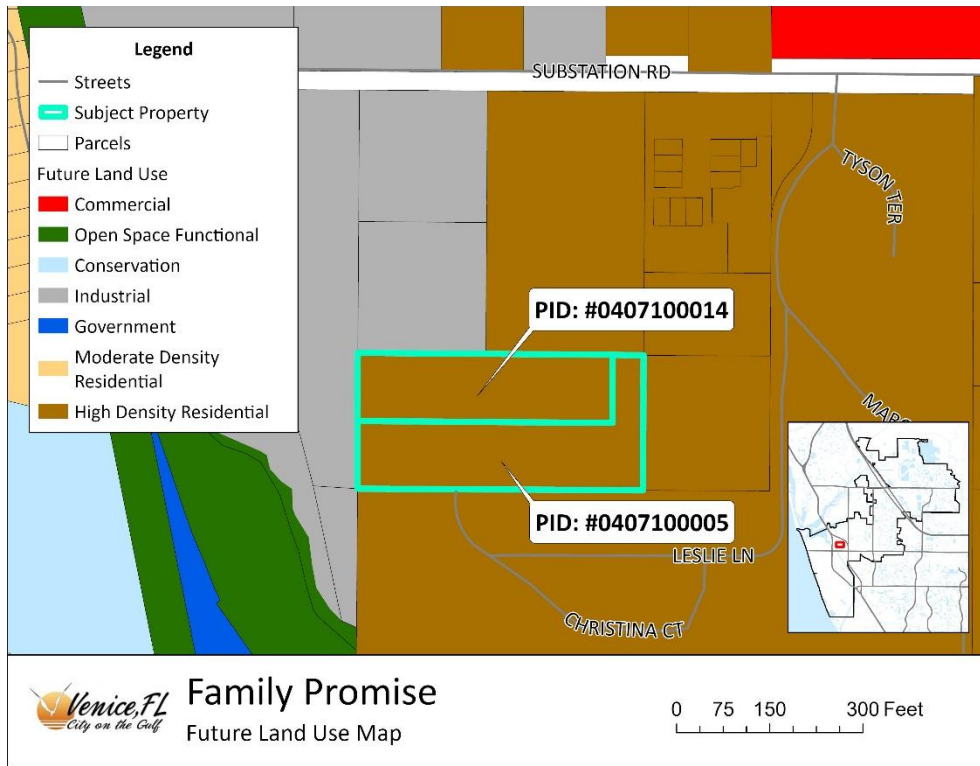 Legend
Streets
Subject Property
Parcels
Future Land Use
Commercial
Open Space Functional
Conservation
Industrial
Government
Moderate Density
Residential
High Density Residential
SUBSTATION RD
TYSON TER
PID: #0407100014
PID: #0407100005
LESLIE LN
CHRISTINA CT
Venice, FL
City on the Gulf
Family Promise
Future Land Use Map
0 75 150 300 Feet